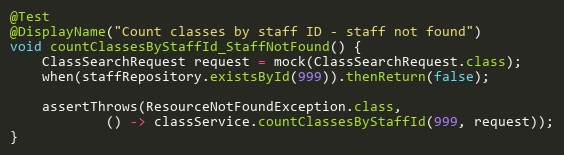 @Test
@DisplayName("Count classes by staff ID - staff not found")
void countClassesByStaffId_StaffNotFound() {
    ClassSearchRequest request = mock(ClassSearchRequest.class);
    when(staffRepository.existsById(999)).thenReturn(false);

    assertThrows(ResourceNotFoundException.class,
            () -> classService.countClassesByStaffId(999, request));
}